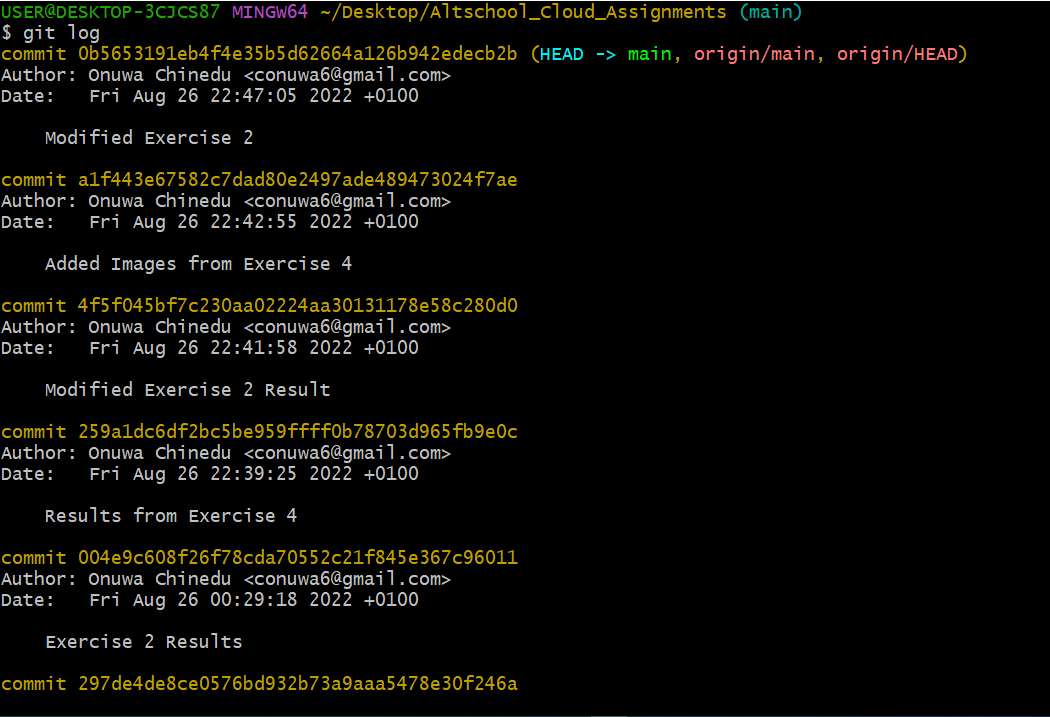 USER@DESKTOP-3CJCS87 MINGW64 ~/Desktop/Altschool_Cloud_Assignments (main)
$ git log
commit 0b5653191eb4f4e35b5d62664a126b942edecb2b (HEAD -> main, origin/main, origin/HEAD)
Author: Onuwa Chinedu <conuwa6@gmail.com>
Date:   Fri Aug 26 22:47:05 2022 +0100
    Modified Exercise 2
commit a1f443e67582c7dad80e2497ade489473024f7ae
Author: Onuwa Chinedu <conuwa6@gmail.com>
Date:   Fri Aug 26 22:42:55 2022 +0100
    Added Images from Exercise 4
commit 4f5f045bf7c230aa02224aa30131178e58c280d0
Author: Onuwa Chinedu <conuwa6@gmail.com>
Date:   Fri Aug 26 22:41:58 2022 +0100
    Modified Exercise 2 Result
commit 259a1dc6df2bc5be959ffff0b78703d965fb9e0c
Author: Onuwa Chinedu <conuwa6@gmail.com>
Date:   Fri Aug 26 22:39:25 2022 +0100
    Results from Exercise 4
commit 004e9c608f26f78cda70552c21f845e367c96011
Author: Onuwa Chinedu <conuwa6@gmail.com>
Date:   Fri Aug 26 00:29:18 2022 +0100
    Exercise 2 Results
commit 297de4de8ce0576bd932b73a9aaa5478e30f246a